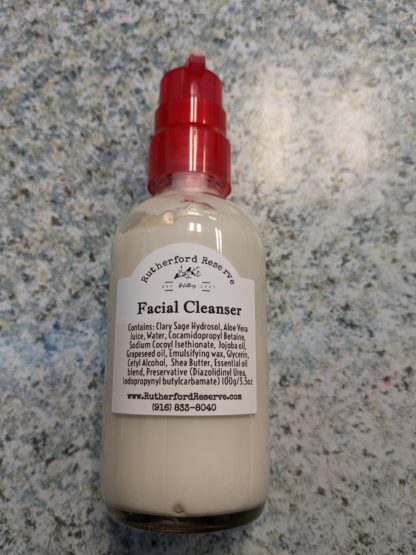 Rutherford Reserve
Distillery
Facial Cleanser
Contains: Clary Sage Hydrosol, Aloe Vera
Juice, Water, Cocamidopropyl Betaine,
Sodium Cocoyl Isethionate, Jojoba oil,
Grapeseed oil, Emulsifying wax, Glycerin,
Cetyl Alcohol, Shea Butter, Essential oil
blend, Preservative (Diazolidinyl Urea,
iodopropynyl butylcarbamate) 100g/3.5oz
www.RutherfordReserve.com
(916) 833-8040